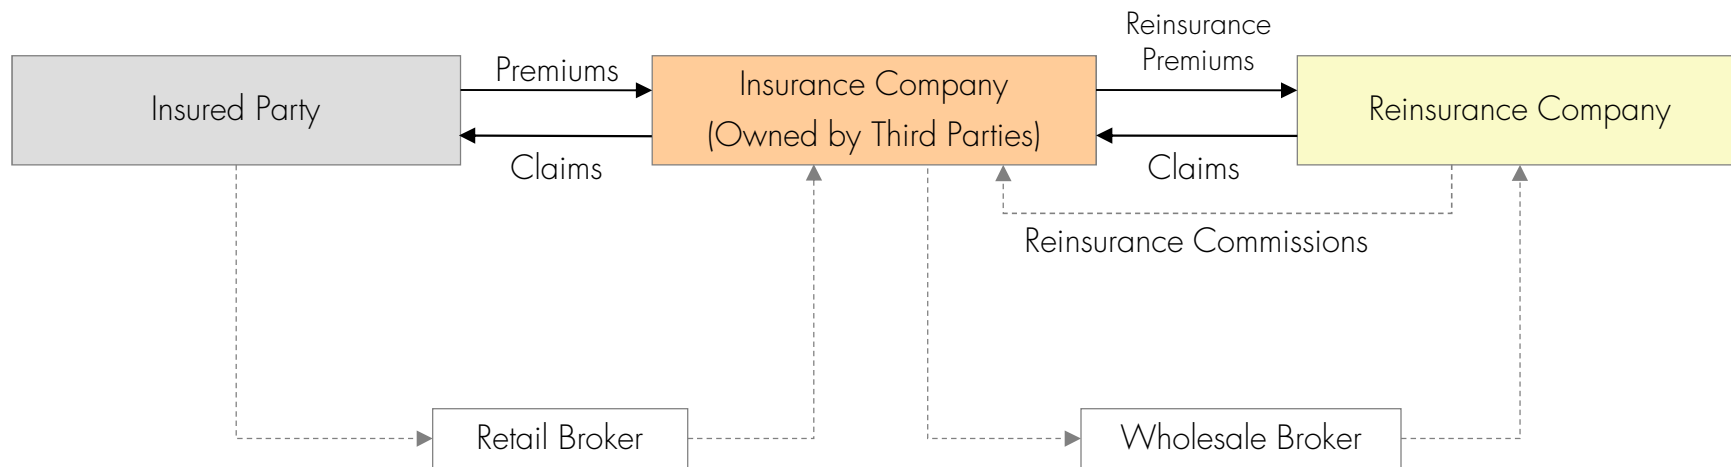 Reinsurance
Premiums
Premiums
Insured Party
Insurance Company
(Owned by Third Parties)
Reinsurance Company
Claims
Claims
Reinsurance Commissions
Retail Broker
Wholesale Broker